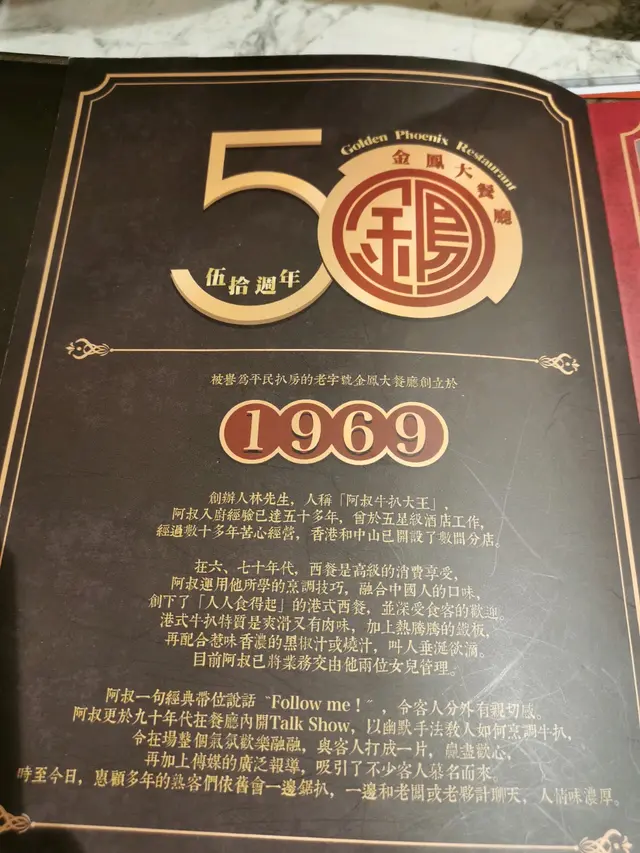 50
Golden Phoenix Restaurant
金鳳大餐廳
伍拾週年
被譽為平民扒房的老字號金鳳大餐廳創立於
1969
創辦人林先生，人稱「阿叔牛扒大王」，
阿叔入廚經驗已達五十多年，曾於五星級酒店工作，
經過數十多年苦心經營，香港和中山已開設了數間分店。
在六、七十年代，西餐是高級的消費享受，
阿叔運用他所學的烹調技巧，融合中國人的口味，
創下了「人人食得起」的港式西餐，並深受食客的歡迎。
港式牛扒特質是爽滑又有肉味，加上熱騰騰的鐵板，
再配合惹味香濃的黑椒汁或燒汁，叫人垂涎欲滴。
目前阿叔已將業務交由他兩位女兒管理。
阿叔一句經典帶位說話“Follow me！”，令客人分外有親切感。
阿叔更於九十年代在餐廳內開Talk Show，以幽默手法教人如何烹調牛扒，
令在場整個氣氛歡樂融融，與客人打成一片，贏盡歡心，
再加上傳媒的廣泛報導，吸引了不少客人慕名而來。
時至今日，惠顧多年的熟客們依舊會一邊鋸扒，一邊和老闆或老夥計聊天，人情味濃厚。